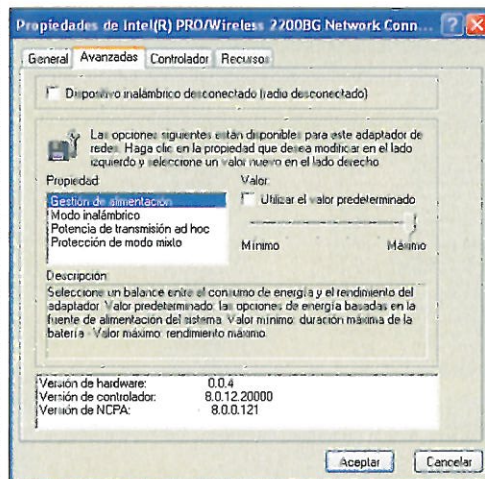 Propiedades de Intel(R) PRO/Wireless 2200BG Network Conn...
General Avanzadas Controlador Recursos
Dispositivo inalámbrico desconectado (radio desconectado)
Las opciones siguientes están disponibles para este adaptador de
redes. Haga clic en la propiedad que desea modificar en el lado
izquierdo y seleccione un valor nuevo en el lado derecho.
Propiedad: Valor:
Gestión de alimentación Utilizar el valor predeterminado
Modo inalámbrico
Potencia de transmisión ad hoc
Protección de modo mixto
Mínimo Máximo
Descripción:
Seleccione un balance entre el consumo de energía y el rendimiento del
adaptador. Valor predeterminado: las opciones de energía basadas en la
fuente de alimentación del sistema. Valor mínimo: duración máxima de la
batería - Valor máximo: rendimiento máximo.
Versión de hardware: 0.0.4
Versión de controlador: 8.0.12.20000
Versión de NCPA: 8.0.0.121
Aceptar Cancelar